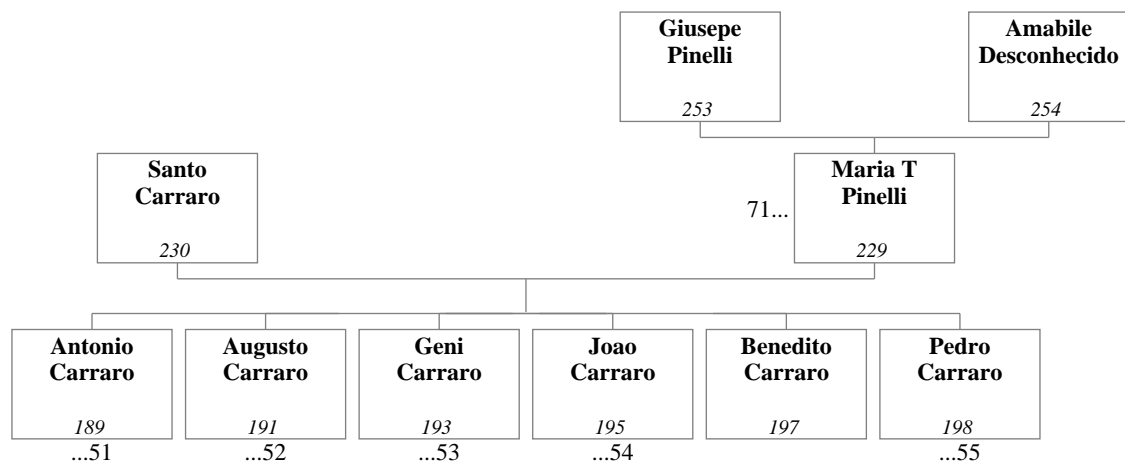 Giusepe
Pinelli
253
Amabile
Desconhecido
254
Santo
Carraro
230
71...
Maria T
Pinelli
229
Antonio
Carraro
189
...51
Augusto
Carraro
191
...52
Geni
Carraro
193
...53
Joao
Carraro
195
...54
Benedito
Carraro
197
Pedro
Carraro
198
...55